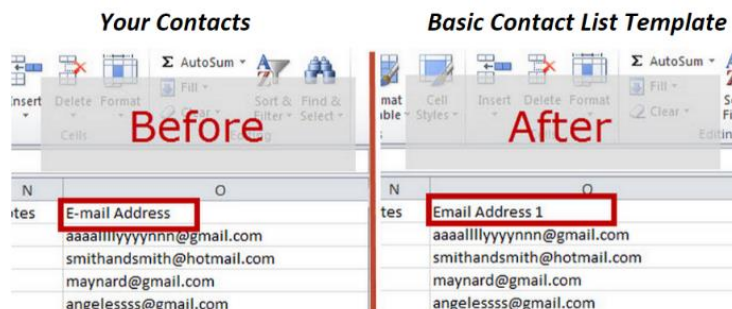 Your Contacts
Basic Contact List Template
Σ AutoSum
Fill
Clear
Insert Delete Format
Sort & Find &
Filter Select
Cells
Before
N O
E-mail Address
aaaallllyyyynnn@gmail.com
smithandsmith@hotmail.com
maynard@gmail.com
angelessss@gmail.com
Σ AutoSum
Fill
Clear
Cell Insert Delete Format
Styles
After
N O
Email Address 1
aaaallllyyyynnn@gmail.com
smithandsmith@hotmail.com
maynard@gmail.com
angelessss@gmail.com